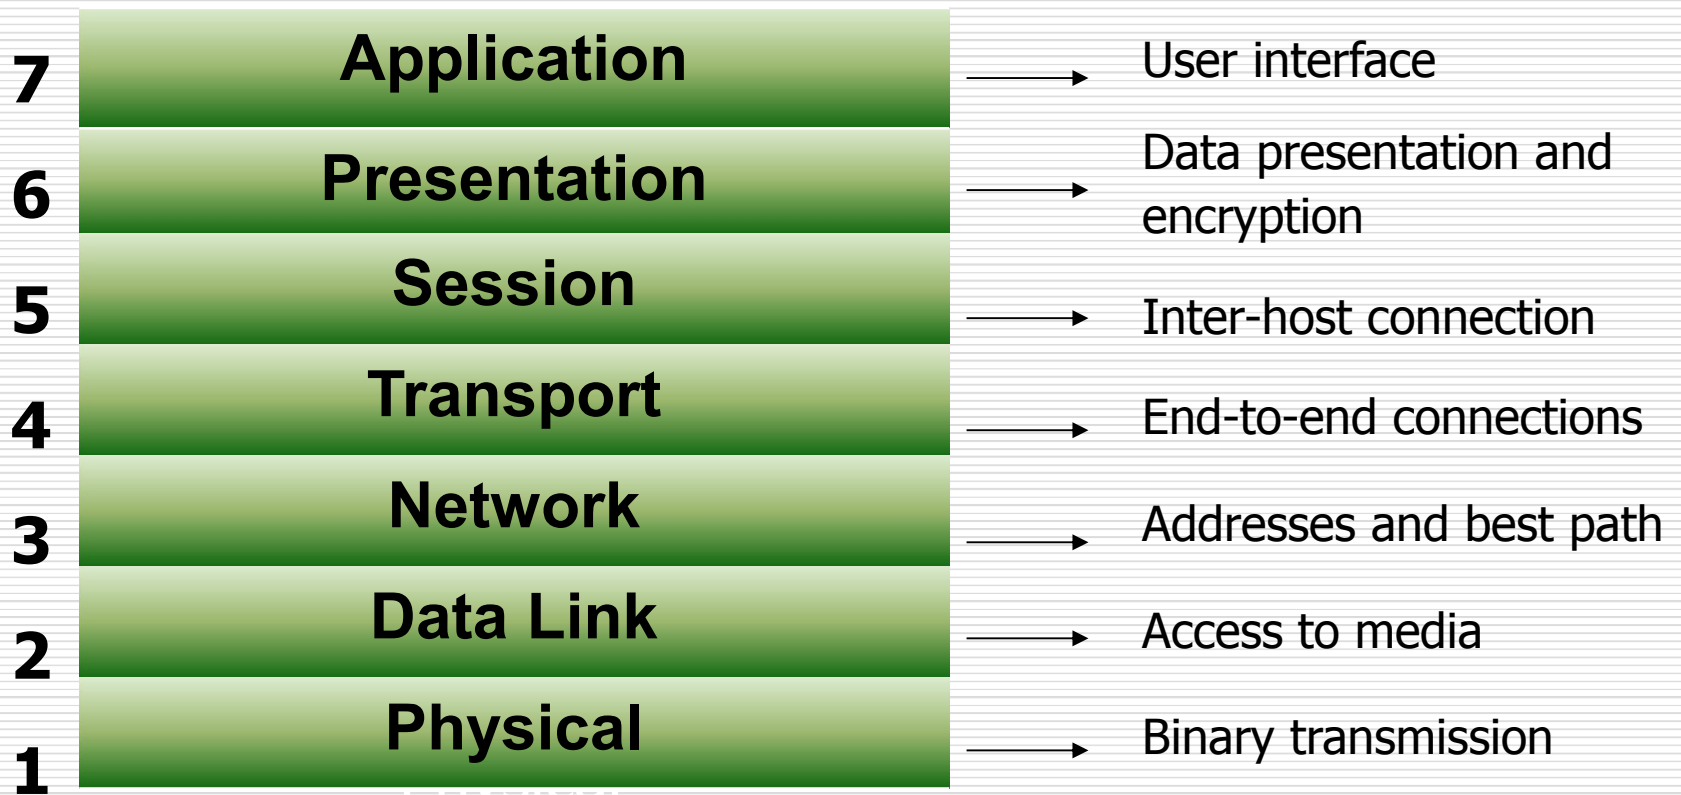 7 Application User interface
6 Presentation Data presentation and
encryption
5 Session Inter-host connection
4 Transport End-to-end connections
3 Network Addresses and best path
2 Data Link Access to media
1 Physical Binary transmission